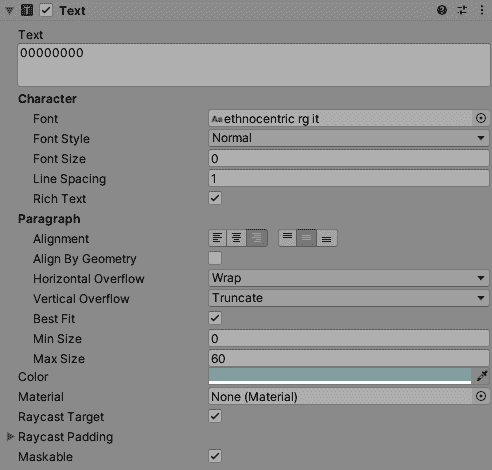 Text
Text
00000000
Character
Font Aa ethnocentric rg it
Font Style Normal
Font Size 0
Line Spacing 1
Rich Text
Paragraph
Alignment
Align By Geometry
Horizontal Overflow Wrap
Vertical Overflow Truncate
Best Fit
Min Size 0
Max Size 60
Color
Material None (Material)
Raycast Target
Raycast Padding
Maskable